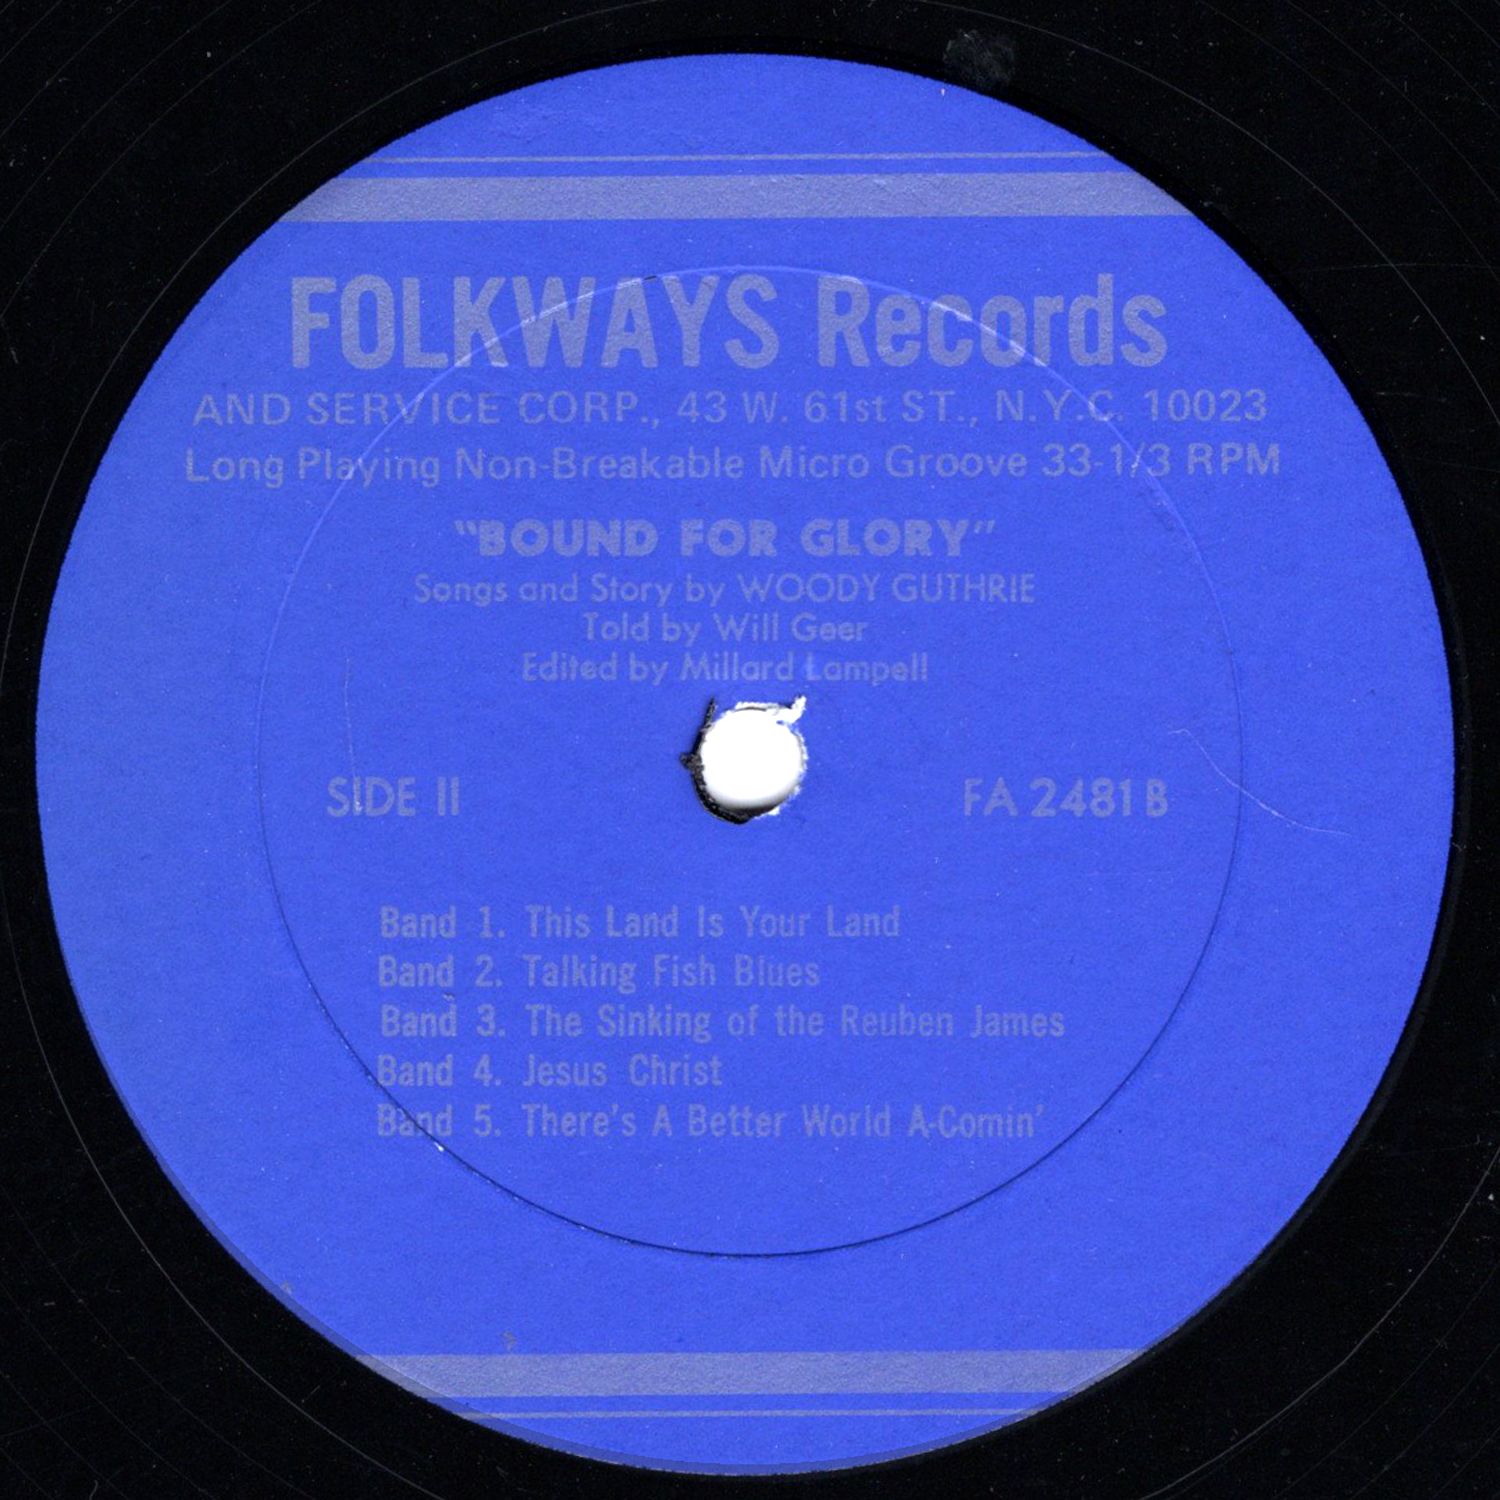 FOLKWAYS Records
AND SERVICE CORP., 43 W. 61st ST., N.Y.C. 10023
Long Playing Non-Breakable Micro Groove 33-1/3 RPM
"BOUND FOR GLORY"
Songs and Story by WOODY GUTHRIE
Told by Will Geer
Edited by Millard Lampell
SIDE II FA 2481 B
Band 1. This Land Is Your Land
Band 2. Talking Fish Blues
Band 3. The Sinking of the Reuben James
Band 4. Jesus Christ
Band 5. There's A Better World A-Comin'